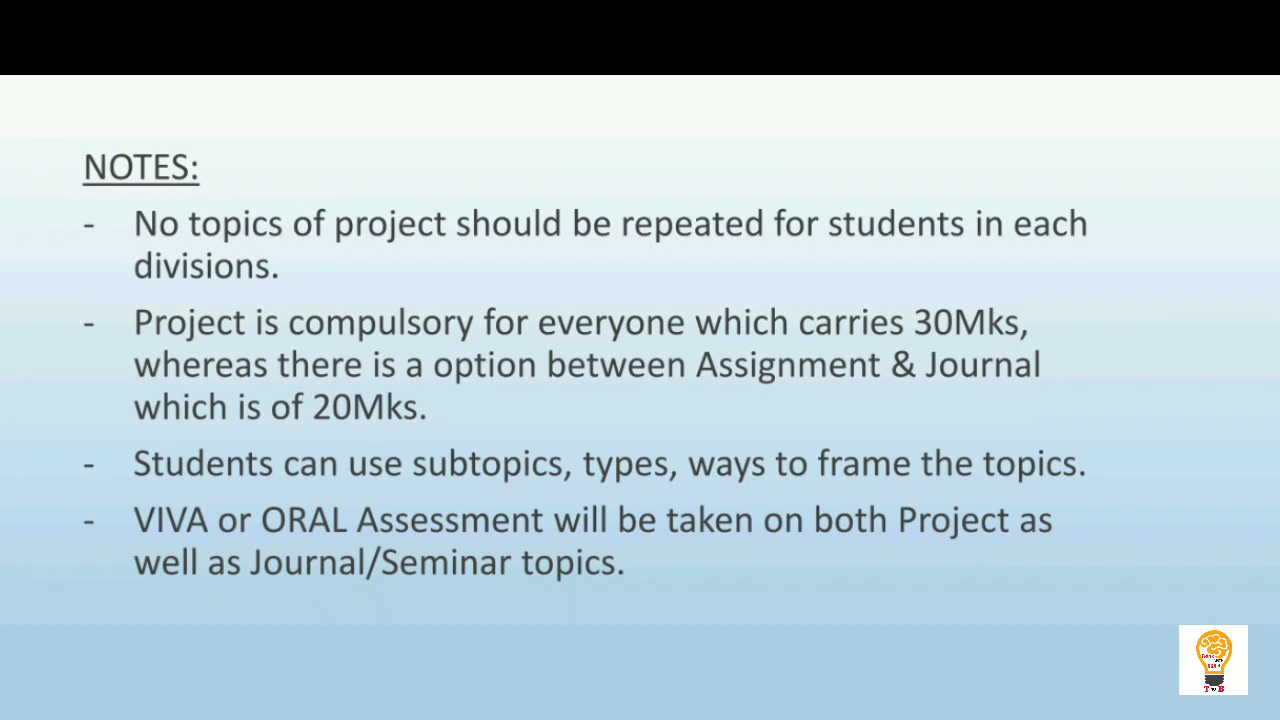 NOTES:
- No topics of project should be repeated for students in each
divisions.
- Project is compulsory for everyone which carries 30Mks,
whereas there is a option between Assignment & Journal
which is of 20Mks.
- Students can use subtopics, types, ways to frame the topics.
- VIVA or ORAL Assessment will be taken on both Project as
well as Journal/Seminar topics.